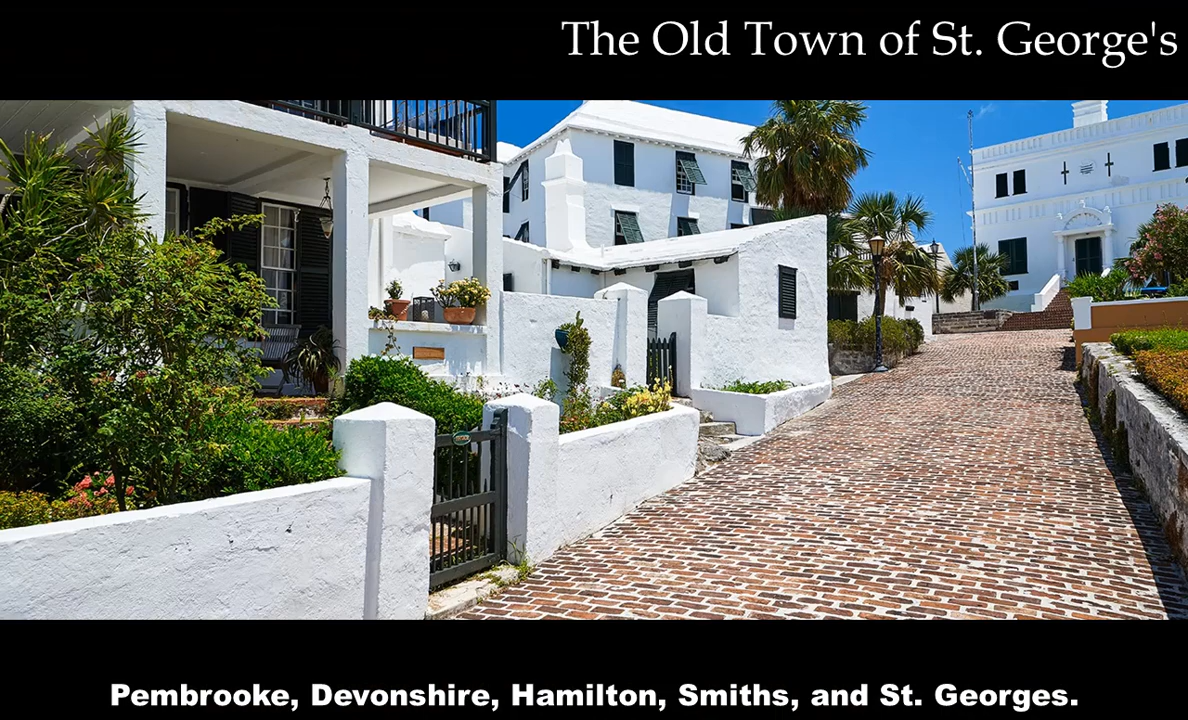 The Old Town of St. George's
Pembrooke, Devonshire, Hamilton, Smiths, and St. Georges.